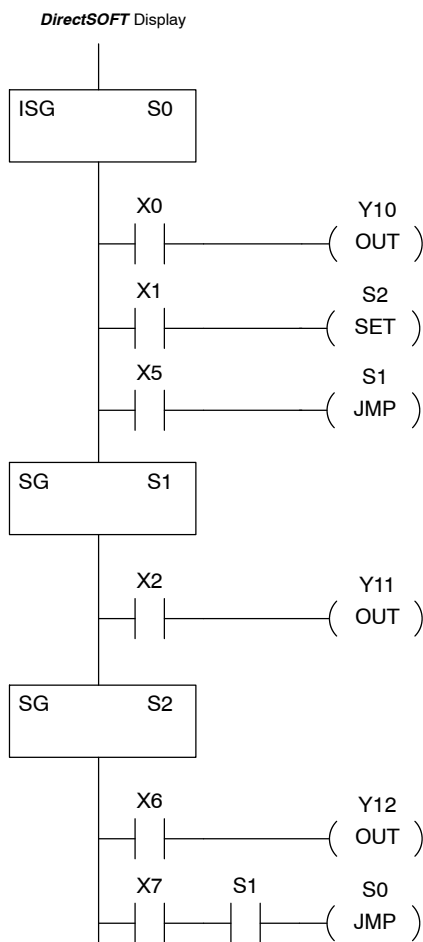 DirectSOFT Display
ISG S0
X0 Y10
OUT
X1 S2
SET
X5 S1
JMP
SG S1
X2 Y11
OUT
SG S2
X6 Y12
OUT
X7 S1 S0
JMP